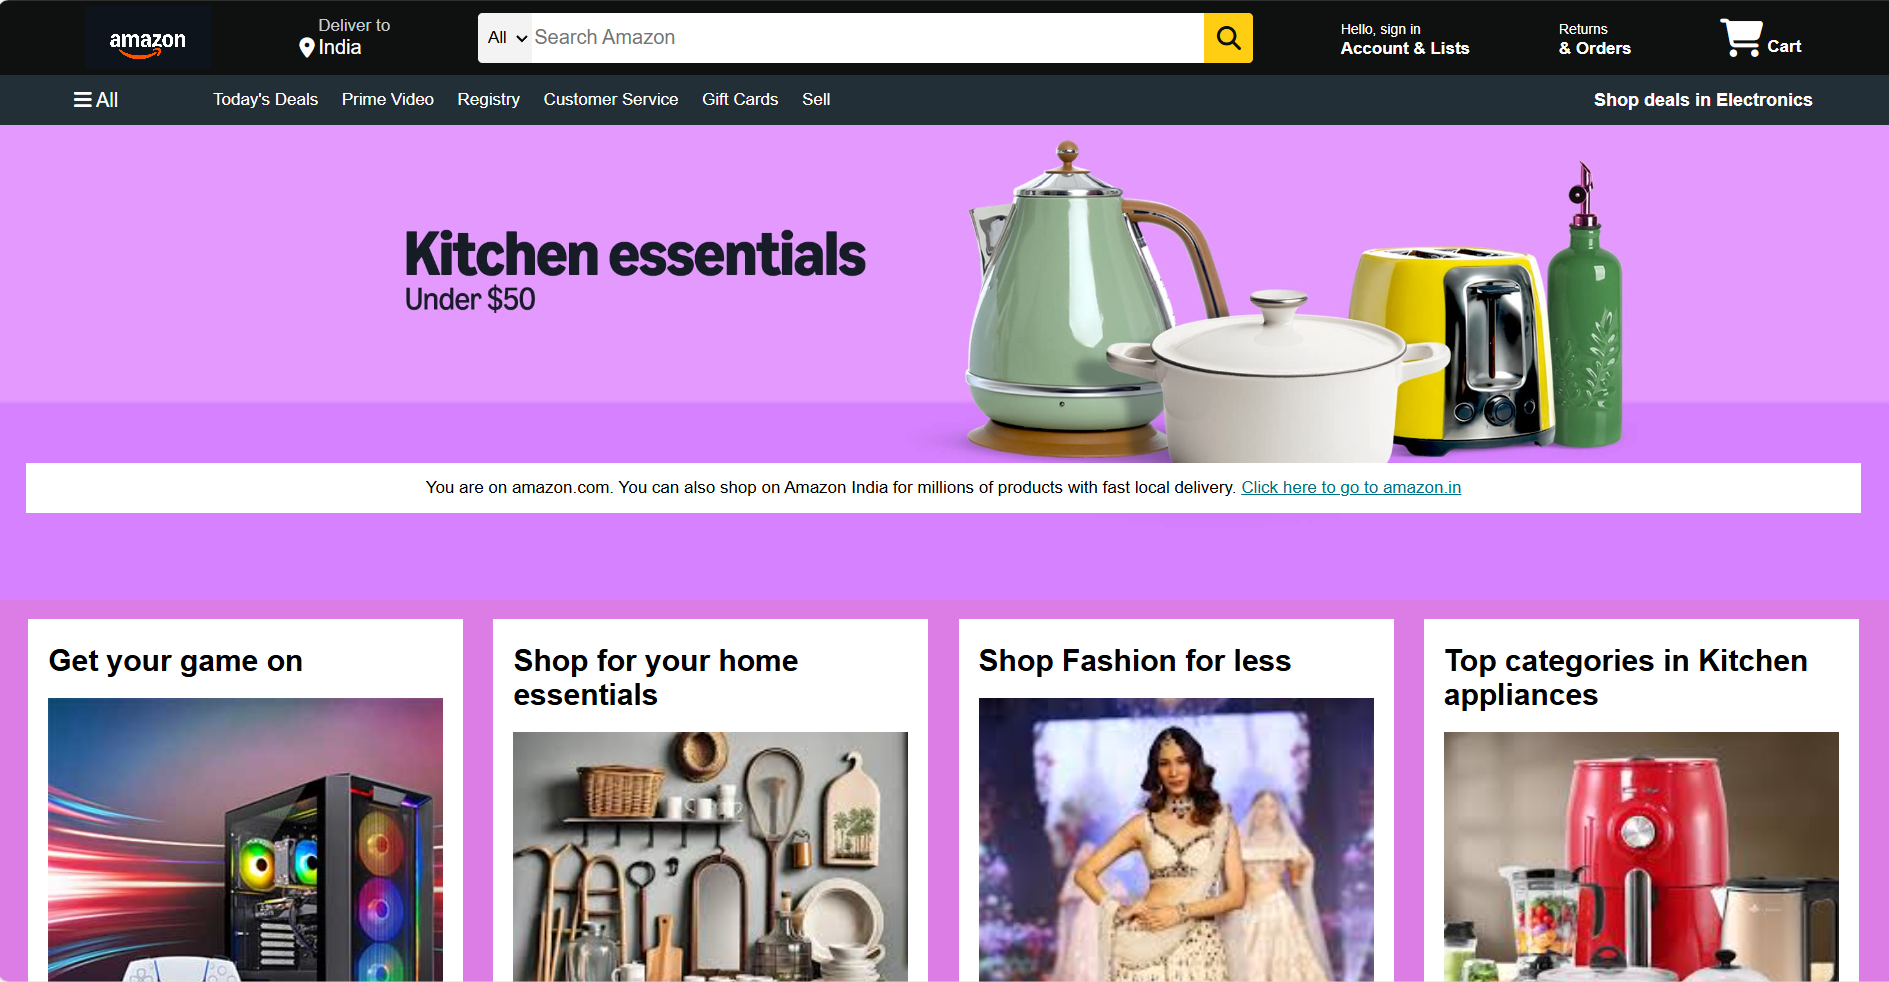 amazon
Deliver to
India
All
Search Amazon
Hello, sign in
Account & Lists
Returns
& Orders
Cart
All
Today's Deals
Prime Video
Registry
Customer Service
Gift Cards
Sell
Shop deals in Electronics
Kitchen essentials
Under $50
You are on amazon.com. You can also shop on Amazon India for millions of products with fast local delivery. Click here to go to amazon.in
Get your game on
Shop for your home
essentials
Shop Fashion for less
Top categories in Kitchen
appliances